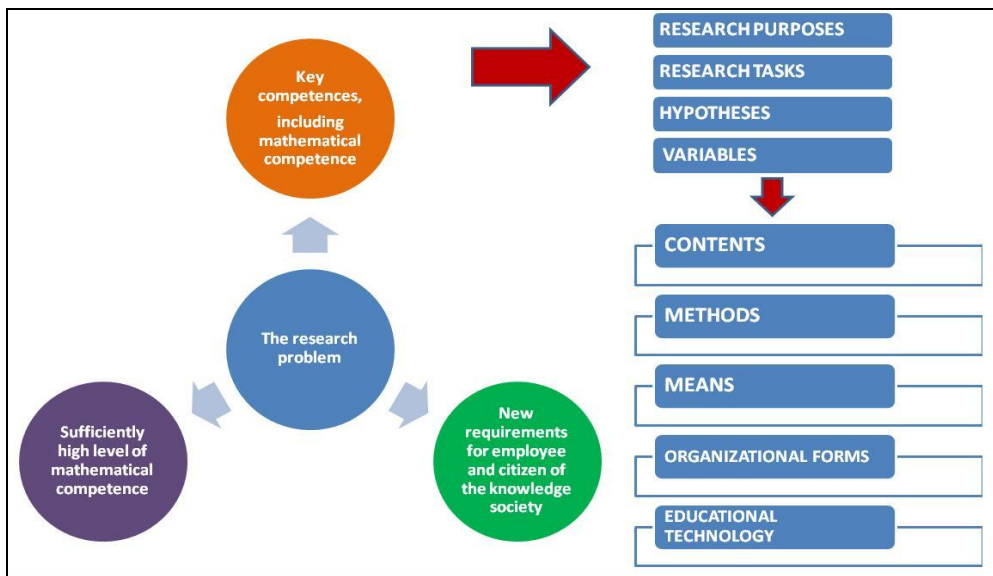 Key
competences,
including
mathematical
competence
The research
problem
Sufficiently
high level of
mathematical
competence
New
requirements
for employee
and citizen of
the knowledge
society
RESEARCH PURPOSES
RESEARCH TASKS
HYPOTHESES
VARIABLES
CONTENTS
METHODS
MEANS
ORGANIZATIONAL FORMS
EDUCATIONAL
TECHNOLOGY